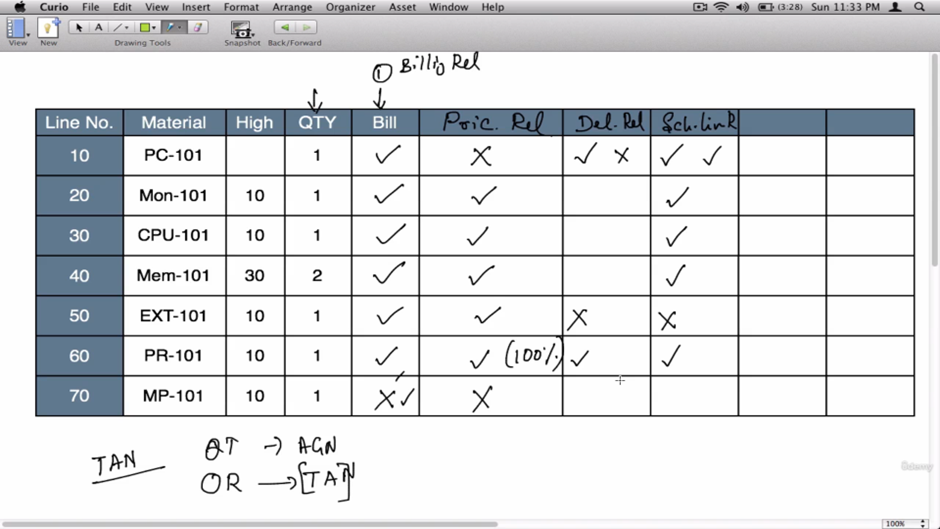 Curio File Edit View Insert Format Arrange Organizer Asset Window Help (3:28) Sun 11:33 PM
View New Drawing Tools Snapshot Back/Forward
① Billig Rel
Line No. Material High QTY Bill Pric. Rel Del. Rel Sch.link
10 PC-101 1 ✓ X ✓ x ✓ ✓
20 Mon-101 10 1 ✓ ✓ ✓
30 CPU-101 10 1 ✓ ✓ ✓
40 Mem-101 30 2 ✓ ✓ ✓
50 EXT-101 10 1 ✓ ✓ X X
60 PR-101 10 1 ✓ ✓ (100%) ✓ ✓
70 MP-101 10 1 X ✓ X
TAN QT → AGN
OR → [TAN]
Udemy
100%